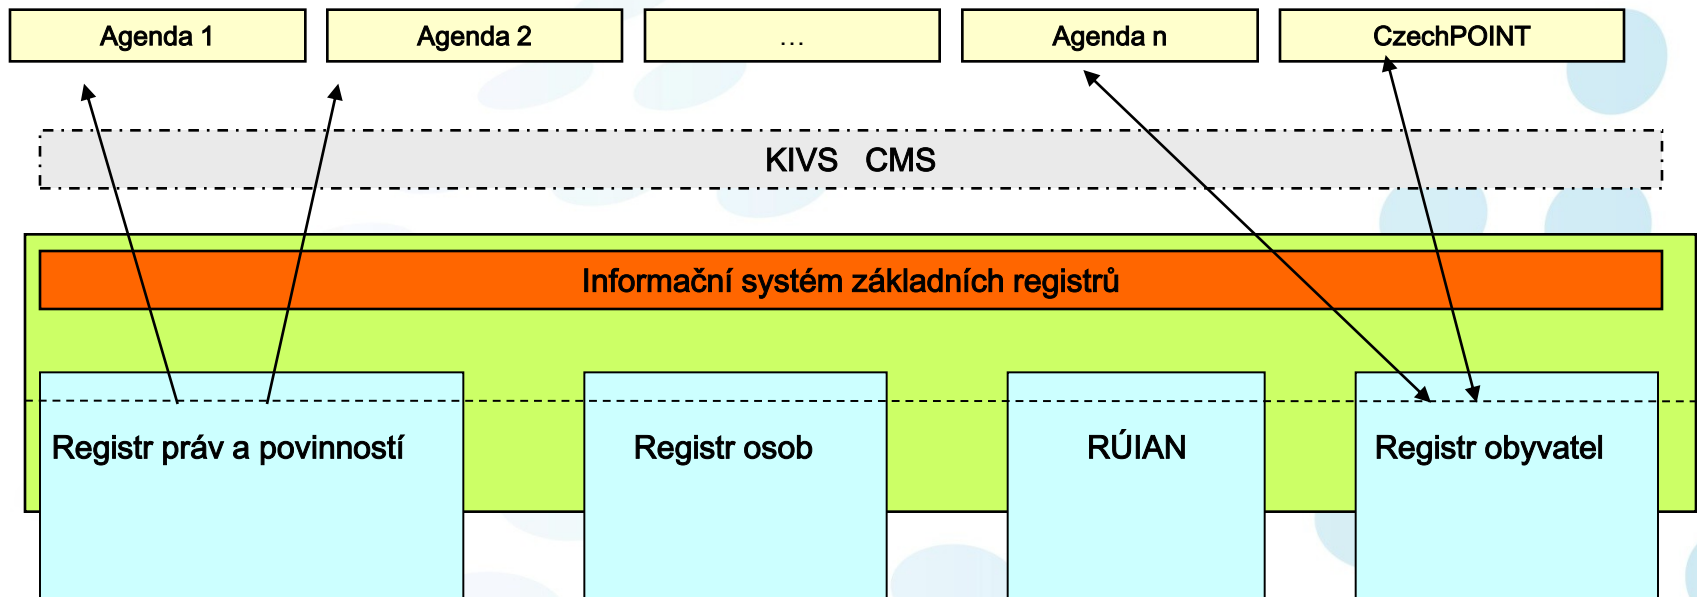 Agenda 1
Agenda 2
…
Agenda n
CzechPOINT
KIVS CMS
Informační systém základních registrů
Registr práv a povinností
Registr osob
RÚIAN
Registr obyvatel